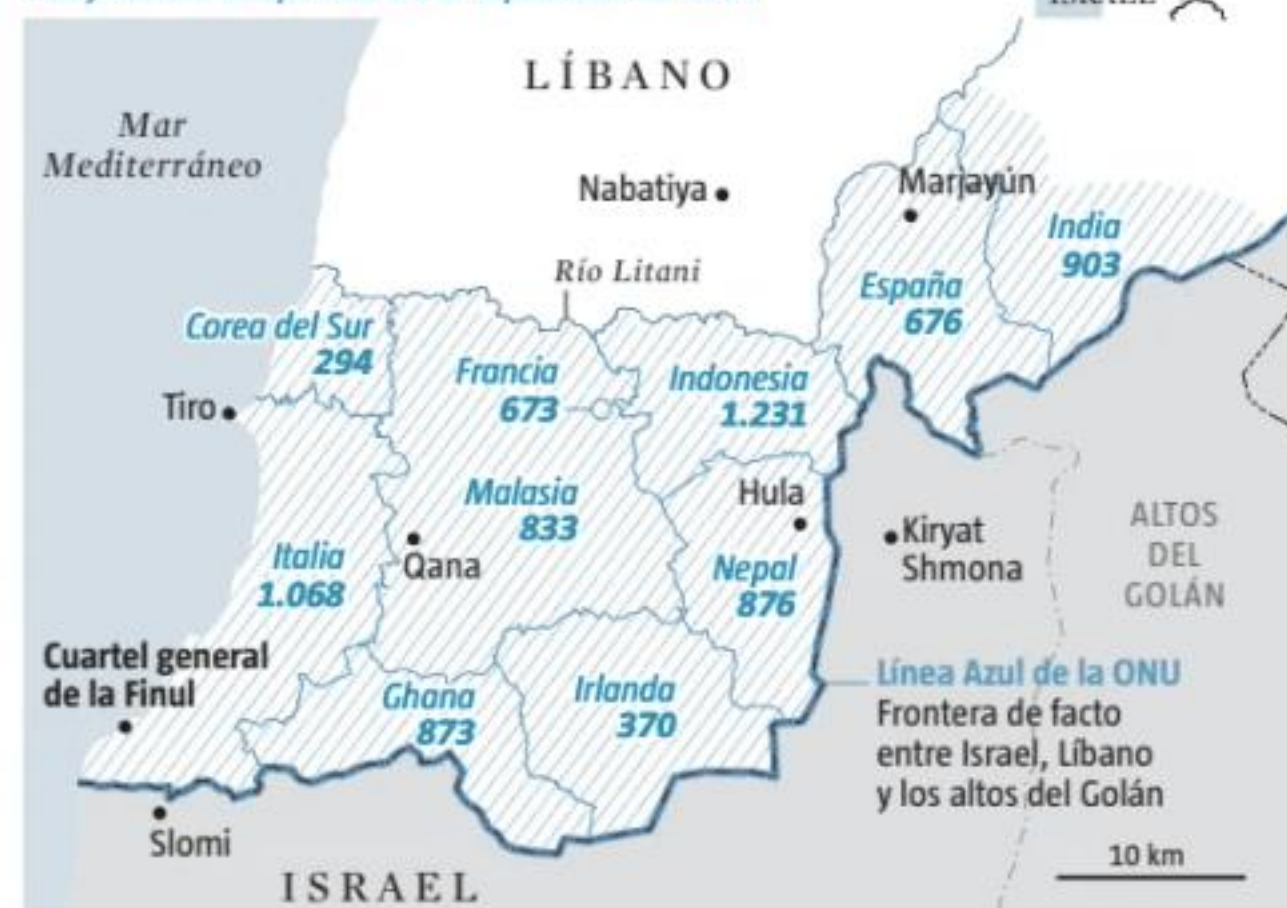 LÍBANO
Mar
Mediterráneo
Nabatiya
Marjayún
India
903
Río Litani
España
676
Corea del Sur
294
Francia
673
Indonesia
1.231
Tiro
Malasia
833
Hula
Qana
Kiryat
Shmona
ALTOS
DEL
GOLÁN
Italia
1.068
Nepal
876
Cuartel general
de la Finul
Ghana
873
Irlanda
370
Línea Azul de la ONU
Frontera de facto
entre Israel, Líbano
y los altos del Golán
Slomi
10 km
ISRAEL